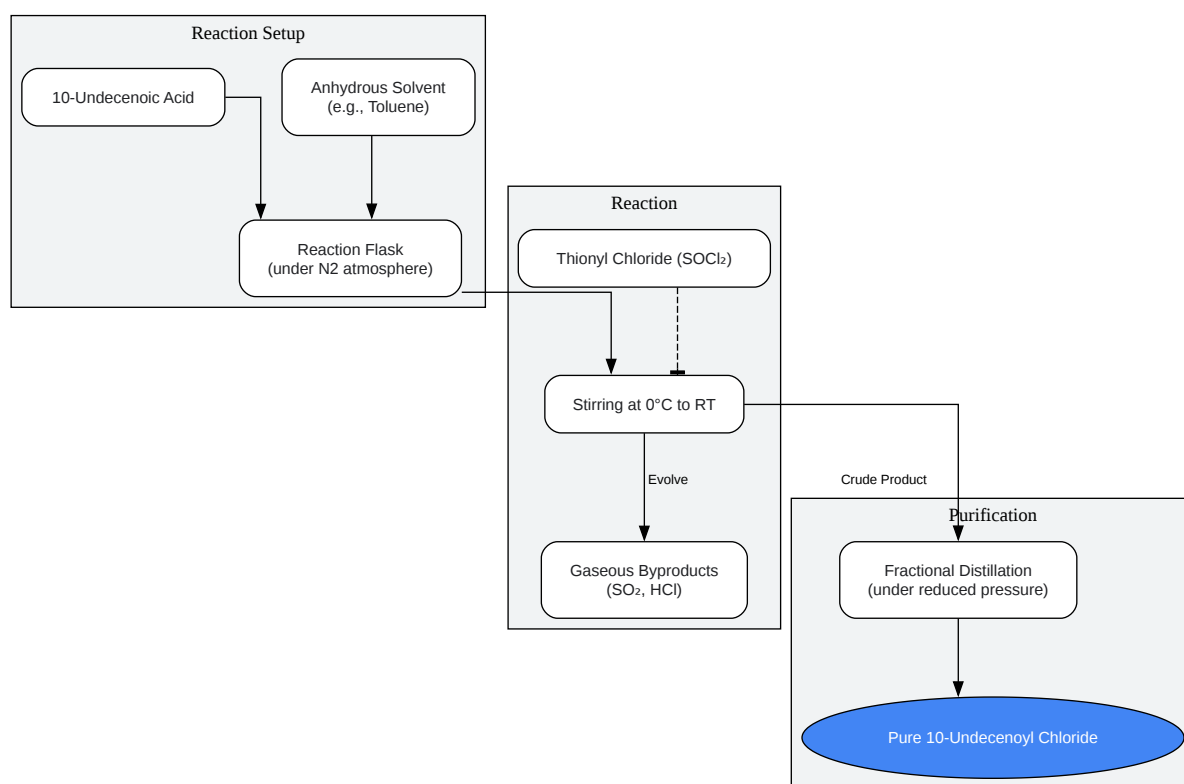 Reaction Setup
10-Undecenoic Acid
Anhydrous Solvent
(e.g., Toluene)
Reaction Flask
(under N2 atmosphere)
Reaction
Thionyl Chloride (SOCl₂)
Stirring at 0°C to RT
Evolve
Gaseous Byproducts
(SO₂, HCl)
Crude Product
Purification
Fractional Distillation
(under reduced pressure)
Pure 10-Undecenoyl Chloride